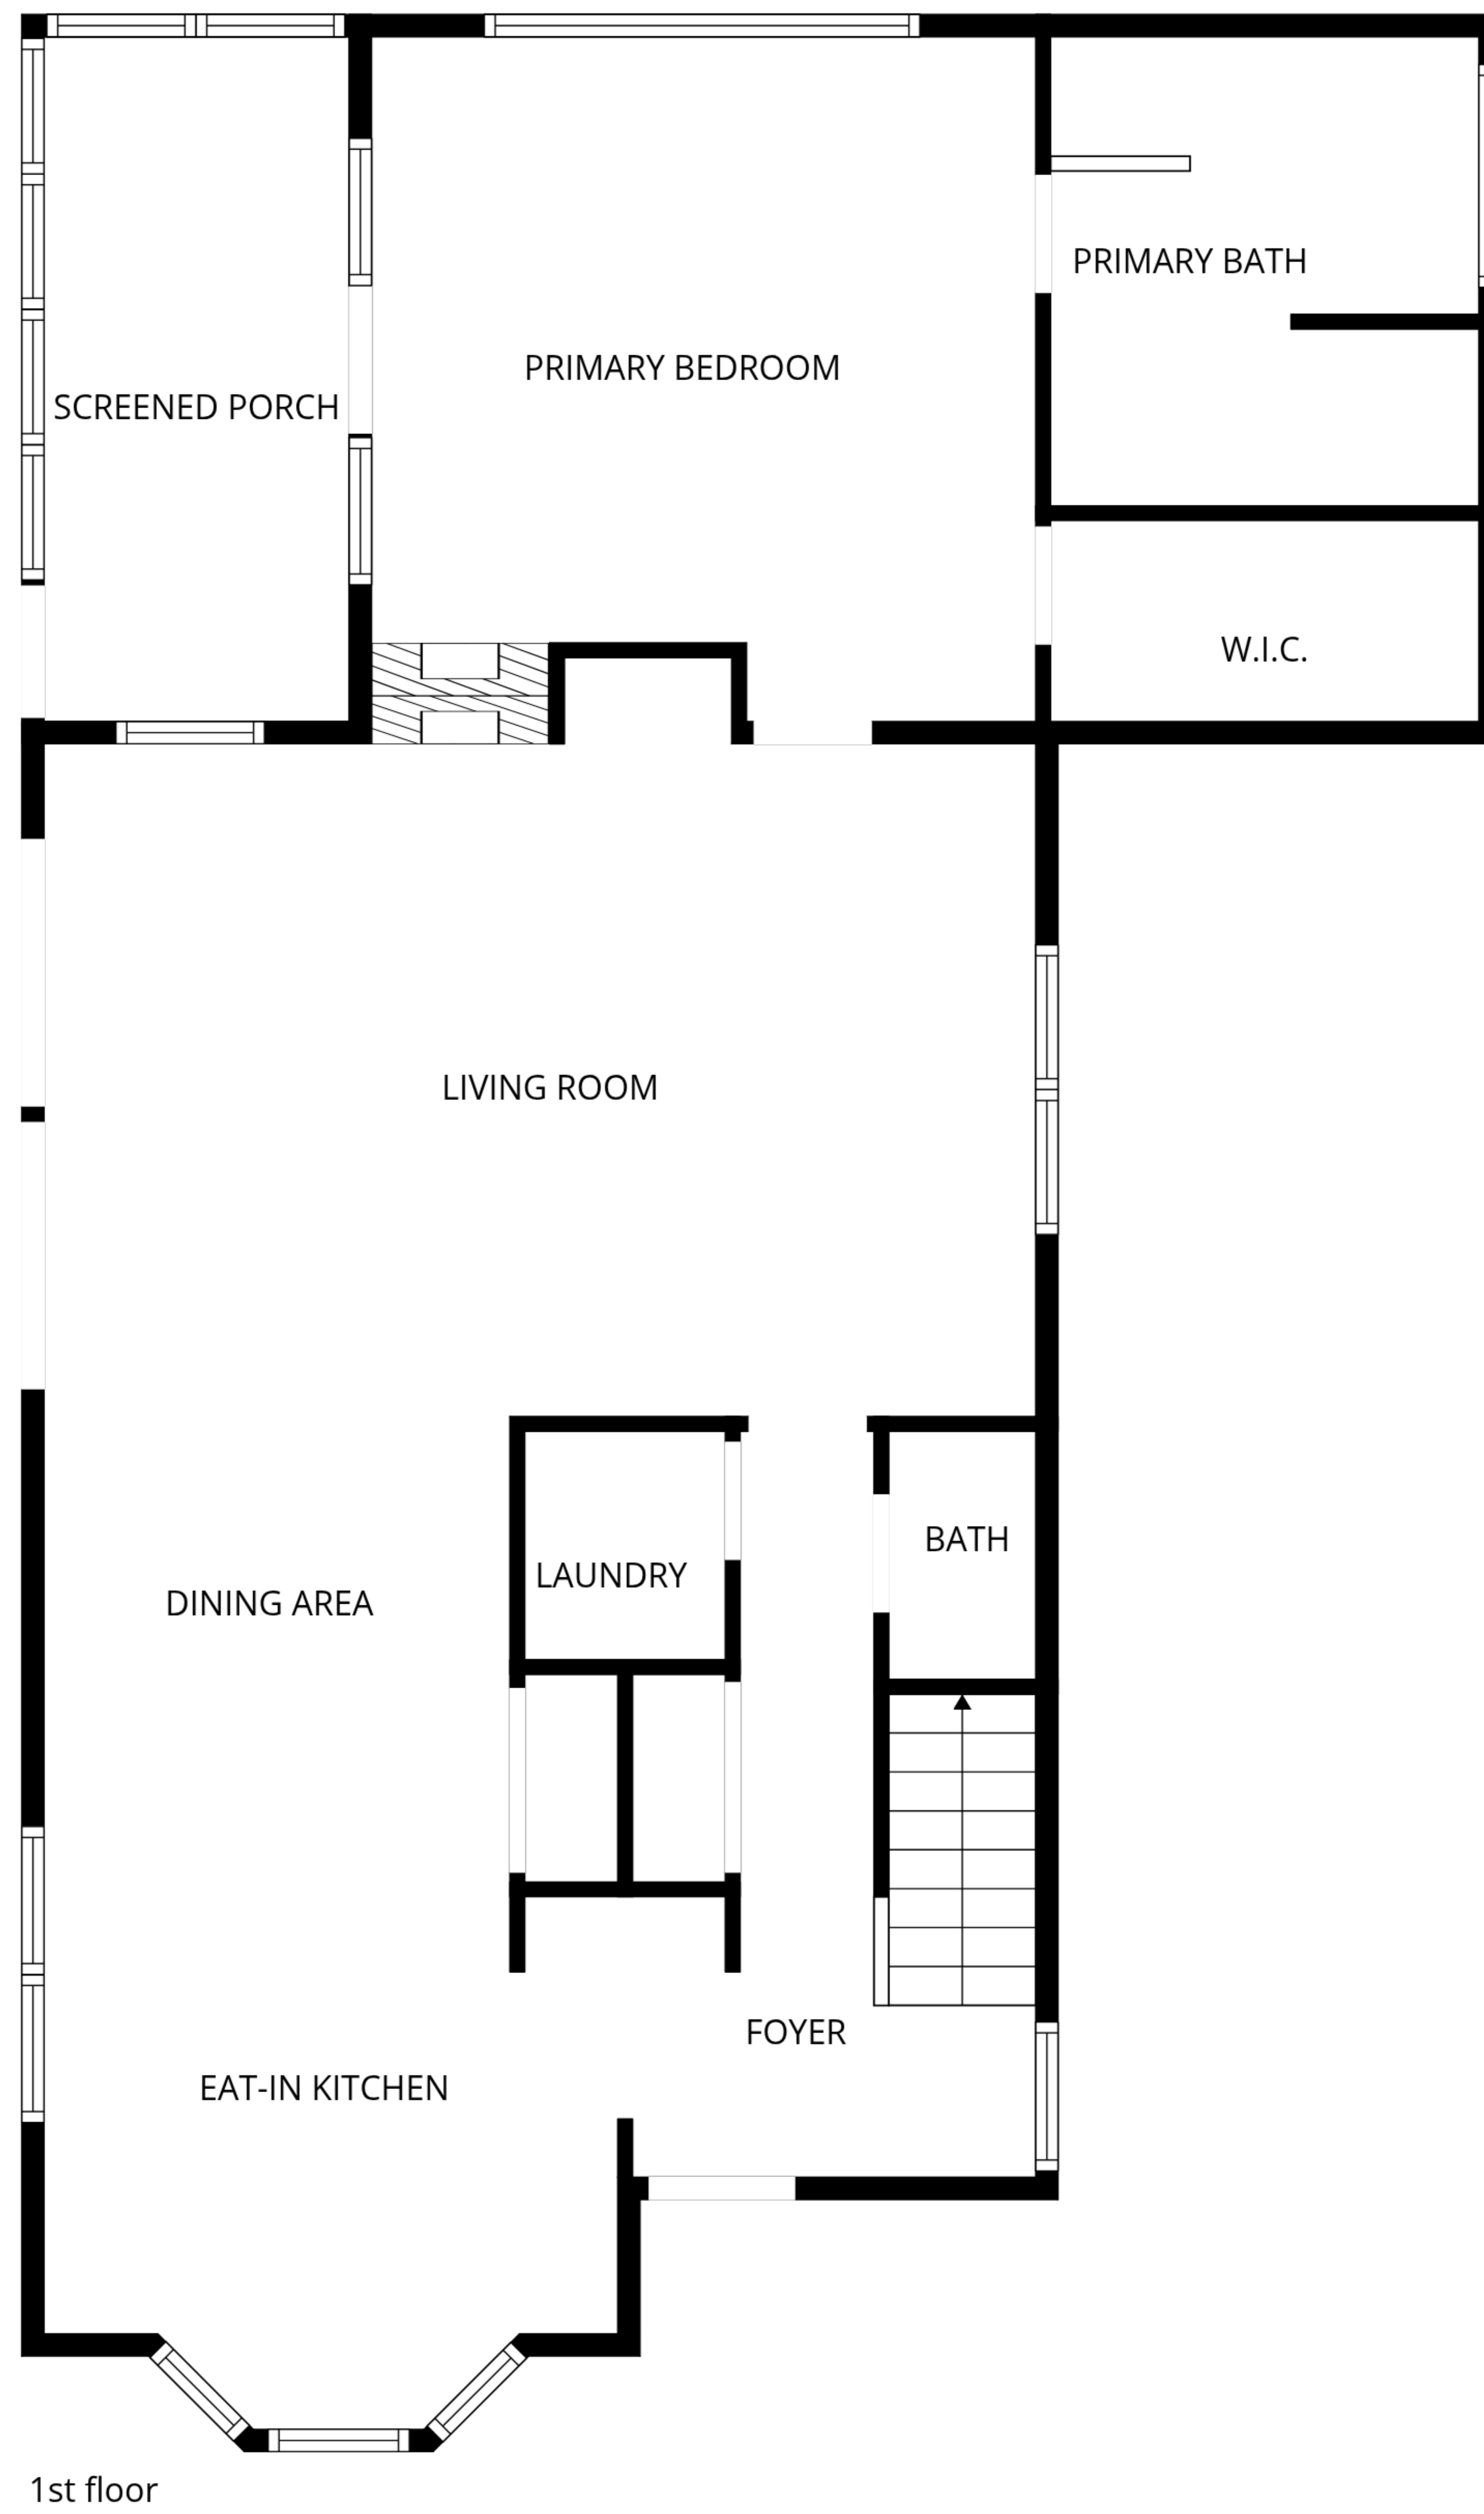 PRIMARY BATH
PRIMARY BEDROOM
SCREENED PORCH
W.I.C.
LIVING ROOM
BATH
LAUNDRY
DINING AREA
FOYER
EAT-IN KITCHEN
1st floor